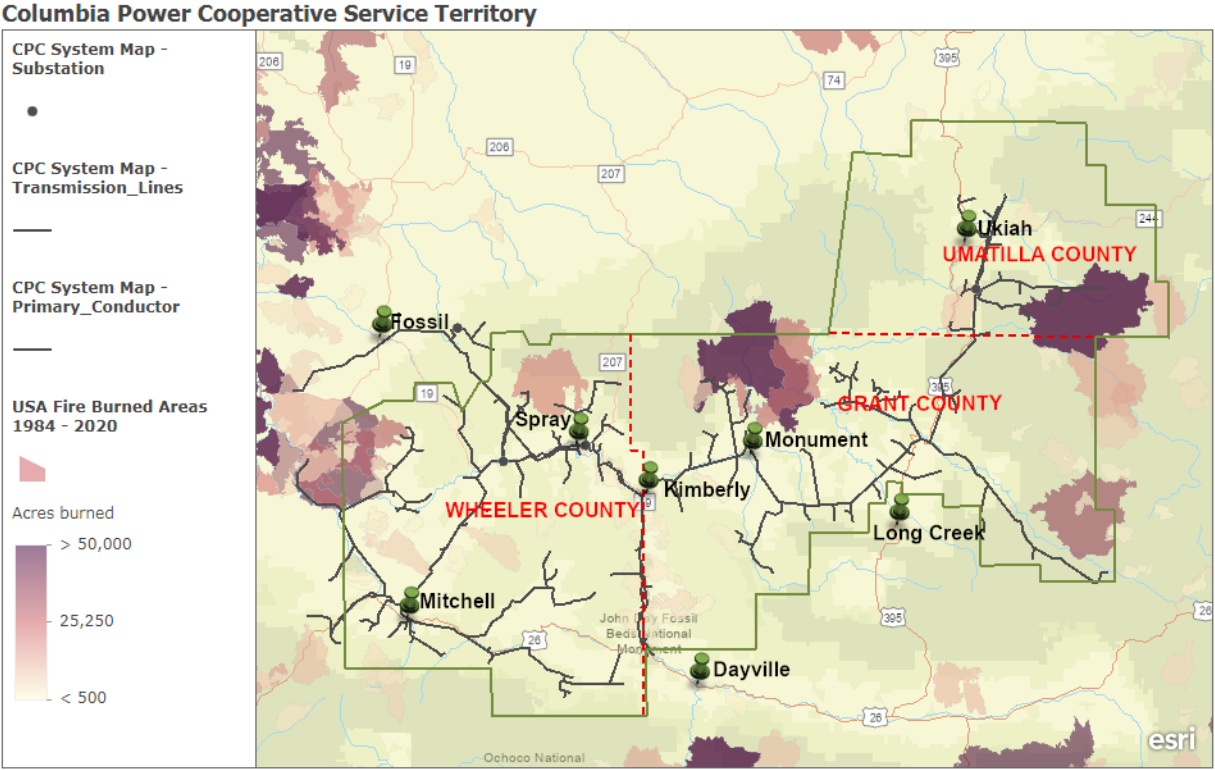 Columbia Power Cooperative Service Territory
CPC System Map -
Substation
CPC System Map -
Transmission_Lines
CPC System Map -
Primary_Conductor
USA Fire Burned Areas
1984 - 2020
Acres burned
> 50,000
25,250
< 500
206
19
74
395
206
207
244
Ukiah
UMATILLA COUNTY
Fossil
207
19
395
GRANT COUNTY
Spray
Monument
Kimberly
WHEELER COUNTY
Long Creek
Mitchell
395
26
John Day Fossil
Beds National
Monument
26
Dayville
26
esri
Ochoco National